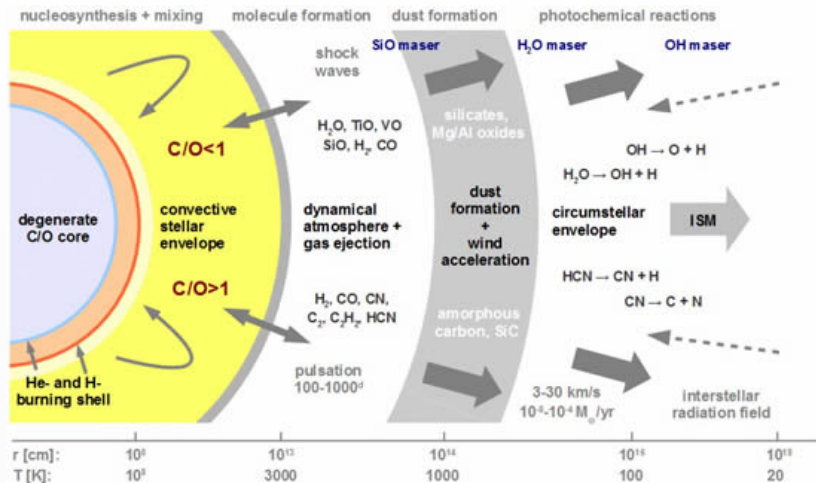 nucleosynthesis + mixing
molecule formation
dust formation
photochemical reactions
SiO maser
H₂O maser
OH maser
shock
waves
C/O<1
H₂O, TiO, VO
SiO, H₂, CO
silicates,
Mg/Al oxides
OH → O + H
H₂O → OH + H
degenerate
C/O core
convective
stellar
envelope
dynamical
atmosphere +
gas ejection
dust
formation
+
wind
acceleration
circumstellar
envelope
ISM
C/O>1
H₂, CO, CN,
C₂, C₂H₂, HCN
amorphous
carbon, SiC
HCN → CN + H
CN → C + N
He- and H-
burning shell
pulsation
100-1000ᵈ
3-30 km/s
10⁻⁸-10⁻⁴ M☉/yr
interstellar
radiation field
r [cm]: 10⁹ 10¹³ 10¹⁴ 10¹⁶ 10¹⁸
T [K]: 10⁸ 3000 1000 100 20